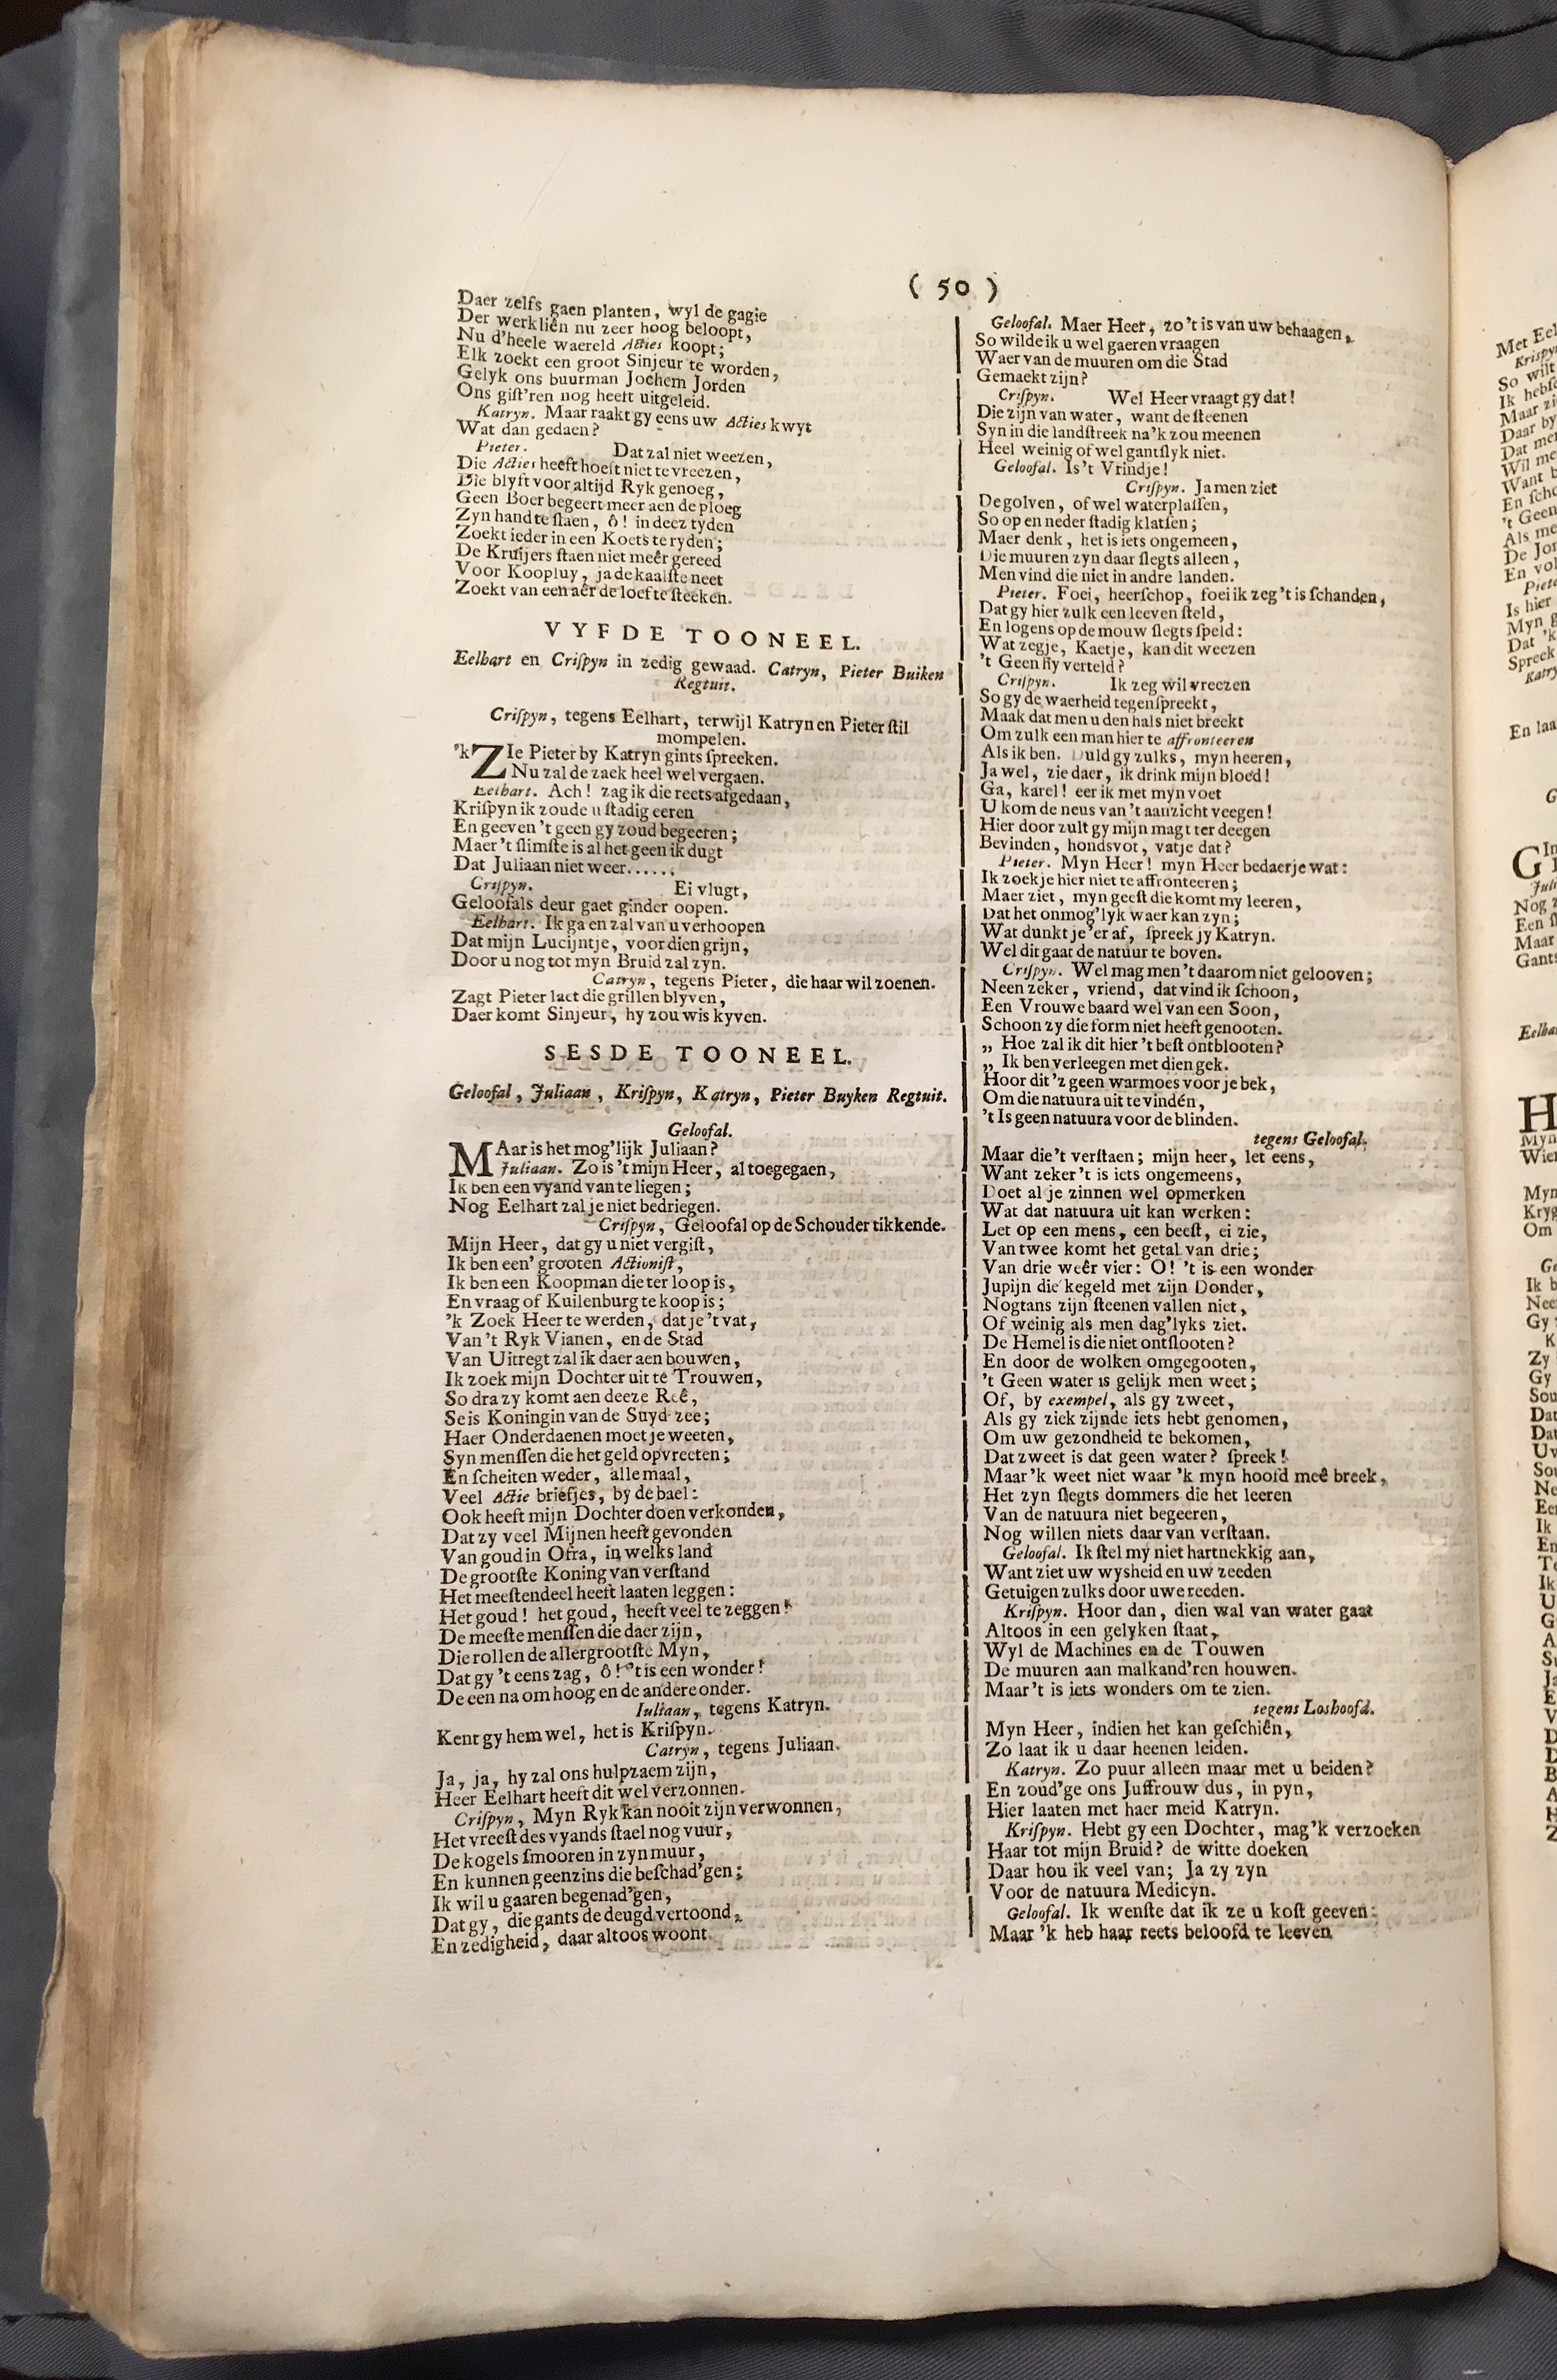 ( 50 )
Daer zelfs gaen planten, wyl de gagie
Der werkliên nu zeer hoog beloopt,
Nu d'heele waereld Acties koopt;
Elk zoekt een groot Sinjeur te worden,
Gelyk ons buurman Jochem Jorden
Ons gist'ren nog heeft uitgeleid.
Katryn. Maar raakt gy eens uw Acties kwyt
Wat dan gedaen?
Pieter. Dat zal niet weezen,
Die Acties heeft hoeft niet te vreezen,
Die blyft voor altijd Ryk genoeg,
Geen Boer begeert meer aen de ploeg
Zyn hand te slaen, ô! in deez tyden
Zoekt ieder in een Koets te ryden;
De Kruijers staen niet meêr gereed
Voor Koopluy, ja de kaalste neet
Zoekt van een aêr de loef te steeken.
VYFDE TOONEEL.
Eelhart en Crispyn in zedig gewaad. Catryn, Pieter Buiken
Regtuit.
Crispyn, tegens Eelhart, terwijl Katryn en Pieter stil
mompelen.
'k ZIe Pieter by Katryn gints spreeken.
Nu zal de zaek heel wel vergaen.
Eelhart. Ach! zag ik die reets afgedaan,
Krispyn ik zoude u stadig eeren
En geeven 't geen gy zoud begeeren;
Maer 't slimste is al het geen ik dugt
Dat Juliaan niet weer......
Crispyn. Ei vlugt,
Geloofals deur gaet ginder oopen.
Eelhart. Ik ga en zal van u verhoopen
Dat mijn Lucijntje, voor dien grijn,
Door u nog tot myn Bruid zal zyn.
Catryn, tegens Pieter, die haar wil zoenen.
Zagt Pieter laet die grillen blyven,
Daer komt Sinjeur, hy zou wis kyven.
SESDE TOONEEL.
Geloofal, Juliaan, Krispyn, Katryn, Pieter Buyken Regtuit.
Geloofal.
MAar is het mog'lijk Juliaan?
Juliaan. Zo is 't mijn Heer, al toegegaen,
Ik ben een vyand van te liegen;
Nog Eelhart zal je niet bedriegen.
Crispyn, Geloofal op de Schouder tikkende.
Mijn Heer, dat gy u niet vergist,
Ik ben een' grooten Actionist,
Ik ben een Koopman die ter loop is,
En vraag of Kuilenburg te koop is;
'k Zoek Heer te werden, dat je 't vat,
Van 't Ryk Vianen, en de Stad
Van Uitregt zal ik daer aen bouwen,
Ik zoek mijn Dochter uit te Trouwen,
So dra zy komt aen deeze Reê,
Se is Koningin van de Suyd-zee;
Haer Onderdaenen moet je weeten,
Syn menssen die het geld opvreeten;
En scheiten weder, allemaal,
Veel Actie briefjes, by de bael:
Ook heeft mijn Dochter doen verkonden,
Dat zy veel Mijnen heeft gevonden
Van goud in Ofra, in welks land
De grootste Koning van verstand
Het meestendeel heeft laaten leggen:
Het goud! het goud, heeft veel te zeggen!
De meeste menssen die daer zijn,
Die rollen de allergrootste Myn,
Dat gy 't eens zag, ô! 't is een wonder!
De een na om hoog en de andere onder.
Iuliaan, tegens Katryn.
Kent gy hem wel, het is Krispyn.
Catryn, tegens Juliaan.
Ja, ja, hy zal ons hulpzaem zijn,
Heer Eelhart heeft dit wel verzonnen.
Crispyn, Myn Ryk kan nooit zijn verwonnen,
Het vreest des vyands stael nog vuur,
De kogels smooren in zyn muur,
En kunnen geenzins die beschad'gen;
Ik wil u gaaren begenad'gen,
Dat gy, die gants de deugd vertoond,
En zedigheid, daar altoos woont.
Geloofal. Maer Heer, zo 't is van uw behaagen,
So wilde ik u wel gaeren vraagen
Waer van de muuren om die Stad
Gemaekt zijn?
Crispyn. Wel Heer vraagt gy dat!
Die zijn van water, want de steenen
Syn in die landstreek na 'k zou meenen
Heel weinig of wel gantslyk niet.
Geloofal. Is 't Vrindje!
Crispyn. Ja men ziet
De golven, of wel waterplassen,
So op en neder stadig klatsen;
Maer denk, het is iets ongemeen,
Die muuren zyn daar slegts alleen,
Men vind die niet in andre landen.
Pieter. Foei, heerschop, foei ik zeg 't is schanden,
Dat gy hier zulk een leeven steld,
En logens op de mouw slegts speld:
Wat zegje, Kaetje, kan dit weezen
't Geen hy verteld?
Crispyn. Ik zeg wil vreezen
So gy de waerheid tegenspreekt,
Maak dat men u den hals niet breekt
Om zulk een man hier te affronteeren
Als ik ben. Duld gy zulks, myn heeren,
Ja wel, zie daer, ik drink mijn bloed!
Ga, karel! eer ik met myn voet
U kom de neus van 't aanzicht veegen!
Hier door zult gy mijn magt ter deegen
Bevinden, hondsvot, vatje dat?
Pieter. Myn Heer! myn Heer bedaer je wat:
Ik zoek je hier niet te affronteeren;
Maer ziet, myn geest die komt my leeren,
Dat het onmog'lyk waer kan zyn;
Wat dunkt je 'er af, spreek jy Katryn.
Wel dit gaat de natuur te boven.
Crispyn. Wel mag men 't daarom niet gelooven;
Neen zeker, vriend, dat vind ik schoon,
Een Vrouwe baard wel van een Soon,
Schoon zy die form niet heeft genooten.
„ Hoe zal ik dit hier 't best ontblooten?
„ Ik ben verleegen met dien gek.
Hoor dit 'z geen warmoes voor je bek,
Om die natuura uit te vindén,
't Is geen natuura voor de blinden.
tegens Geloofal.
Maar die 't verstaen; mijn heer, let eens,
Want zeker 't is iets ongemeens,
Doet al je zinnen wel opmerken
Wat dat natuura uit kan werken:
Let op een mens, een beest, ei zie,
Van twee komt het getal van drie;
Van drie weêr vier: O! 't is een wonder
Jupijn die kegeld met zijn Donder,
Nogtans zijn steenen vallen niet,
Of weinig als men dag'lyks ziet.
De Hemel is die niet ontslooten?
En door de wolken omgegooten,
't Geen water is gelijk men weet;
Of, by exempel, als gy zweet,
Als gy ziek zijnde iets hebt genomen,
Om uw gezondheid te bekomen,
Dat zweet is dat geen water? spreek!
Maar 'k weet niet waar 'k myn hoofd meê breek,
Het zyn slegts dommers die het leeren
Van de natuura niet begeeren,
Nog willen niets daar van verstaan.
Geloofal. Ik stel my niet hartnekkig aan,
Want ziet uw wysheid en uw zeeden
Getuigen zulks door uwe reeden.
Krispyn. Hoor dan, dien wal van water gaat
Altoos in een gelyken staat,
Wyl de Machines en de Touwen
De muuren aan malkand'ren houwen.
Maar 't is iets wonders om te zien.
tegens Loshoofd.
Myn Heer, indien het kan geschiên,
Zo laat ik u daar heenen leiden.
Katryn. Zo puur alleen maar met u beiden?
En zoud'ge ons Juffrouw dus, in pyn,
Hier laaten met haer meid Katryn.
Krispyn. Hebt gy een Dochter, mag 'k verzoeken
Haar tot mijn Bruid? de witte doeken
Daar hou ik veel van; Ja zy zyn
Voor de natuura Medicyn.
Geloofal. Ik wenste dat ik ze u kost geeven:
Maar 'k heb haar reets beloofd te leeven